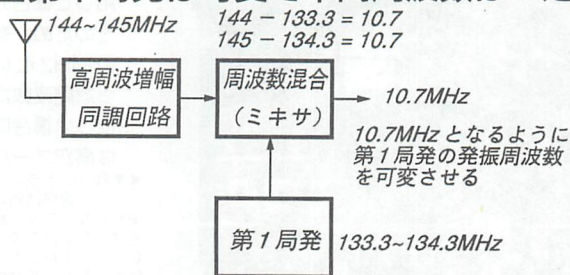 144~145MHz
144 − 133.3 = 10.7
145 − 134.3 = 10.7
高周波増幅
同調回路
周波数混合
（ミキサ）
10.7MHz
10.7MHzとなるように
第1局発の発振周波数
を可変させる
第1局発
133.3~134.3MHz